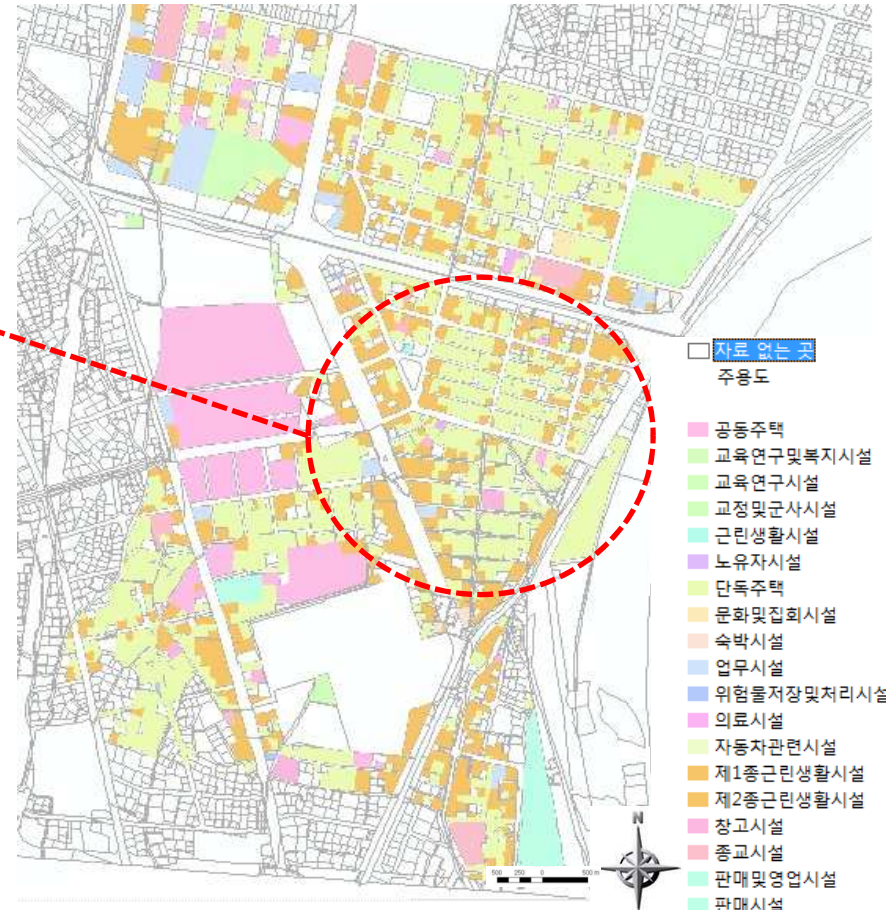 자료 없는 곳
주용도
공동주택
교육연구및복지시설
교육연구시설
교정및군사시설
근린생활시설
노유자시설
단독주택
문화및집회시설
숙박시설
업무시설
위험물저장및처리시설
의료시설
자동차관련시설
제1종근린생활시설
제2종근린생활시설
창고시설
종교시설
판매및영업시설
판매시설
N
500 250 0 500 m